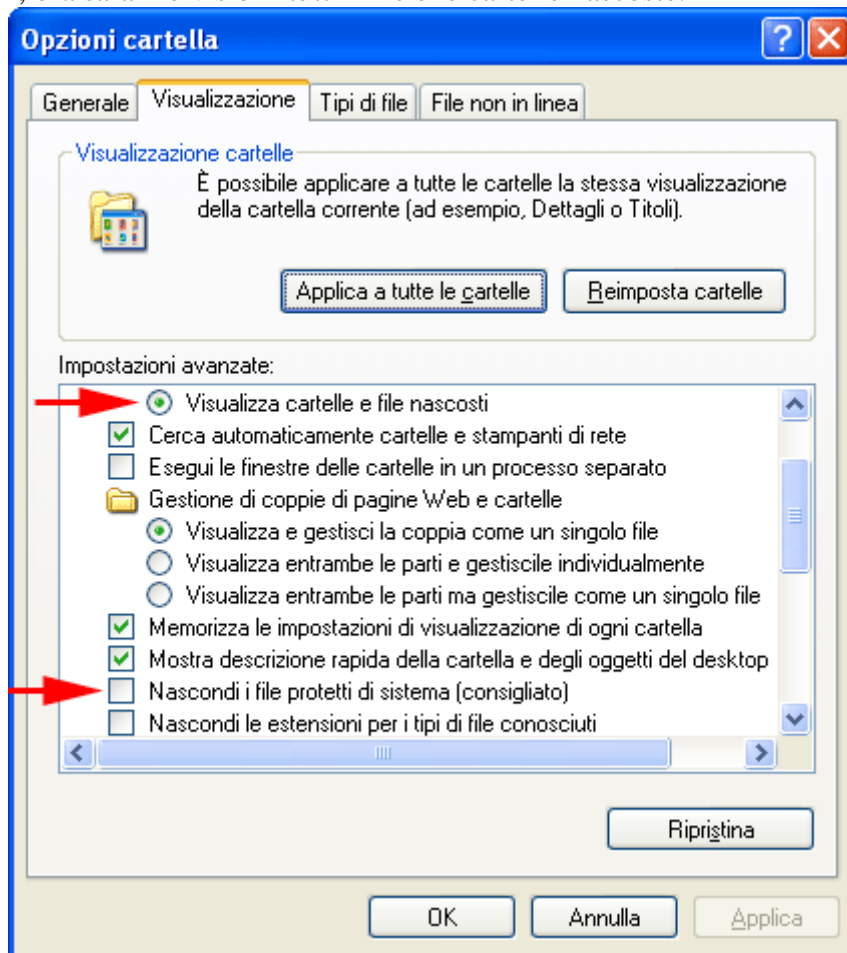 Opzioni cartella
Generale Visualizzazione Tipi di file File non in linea
Visualizzazione cartelle
È possibile applicare a tutte le cartelle la stessa visualizzazione
della cartella corrente (ad esempio, Dettagli o Titoli).
Applica a tutte le cartelle Reimposta cartelle
Impostazioni avanzate:
Visualizza cartelle e file nascosti
Cerca automaticamente cartelle e stampanti di rete
Esegui le finestre delle cartelle in un processo separato
Gestione di coppie di pagine Web e cartelle
Visualizza e gestisci la coppia come un singolo file
Visualizza entrambe le parti e gestiscile individualmente
Visualizza entrambe le parti ma gestiscile come un singolo file
Memorizza le impostazioni di visualizzazione di ogni cartella
Mostra descrizione rapida della cartella e degli oggetti del desktop
Nascondi i file protetti di sistema (consigliato)
Nascondi le estensioni per i tipi di file conosciuti
Ripristina
OK Annulla Applica